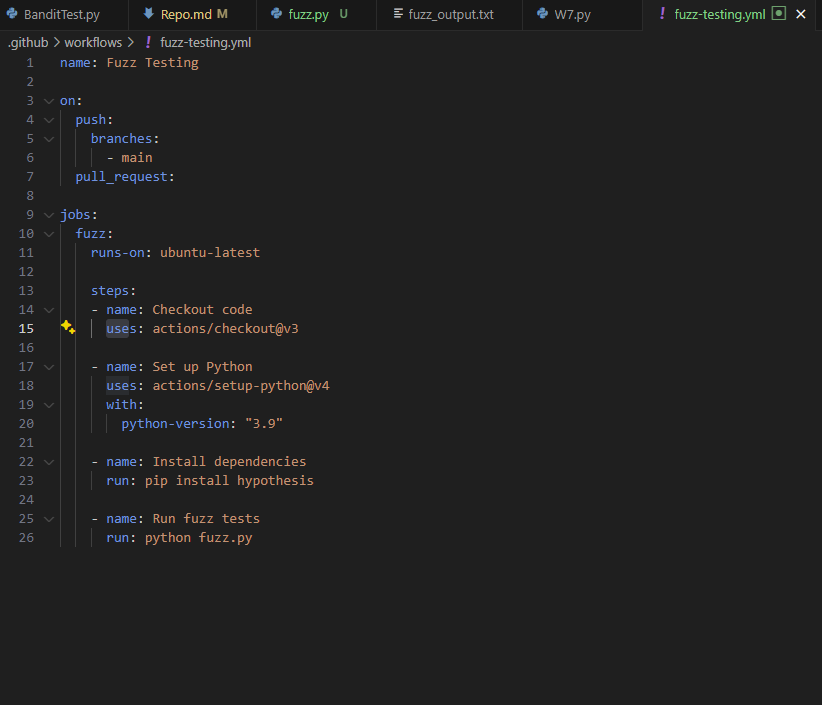 BanditTest.py Repo.md M fuzz.py U fuzz_output.txt W7.py ! fuzz-testing.yml
.github > workflows > ! fuzz-testing.yml
1 name: Fuzz Testing
2
3 on:
4 push:
5 branches:
6 - main
7 pull_request:
8
9 jobs:
10 fuzz:
11 runs-on: ubuntu-latest
12
13 steps:
14 - name: Checkout code
15 uses: actions/checkout@v3
16
17 - name: Set up Python
18 uses: actions/setup-python@v4
19 with:
20 python-version: "3.9"
21
22 - name: Install dependencies
23 run: pip install hypothesis
24
25 - name: Run fuzz tests
26 run: python fuzz.py